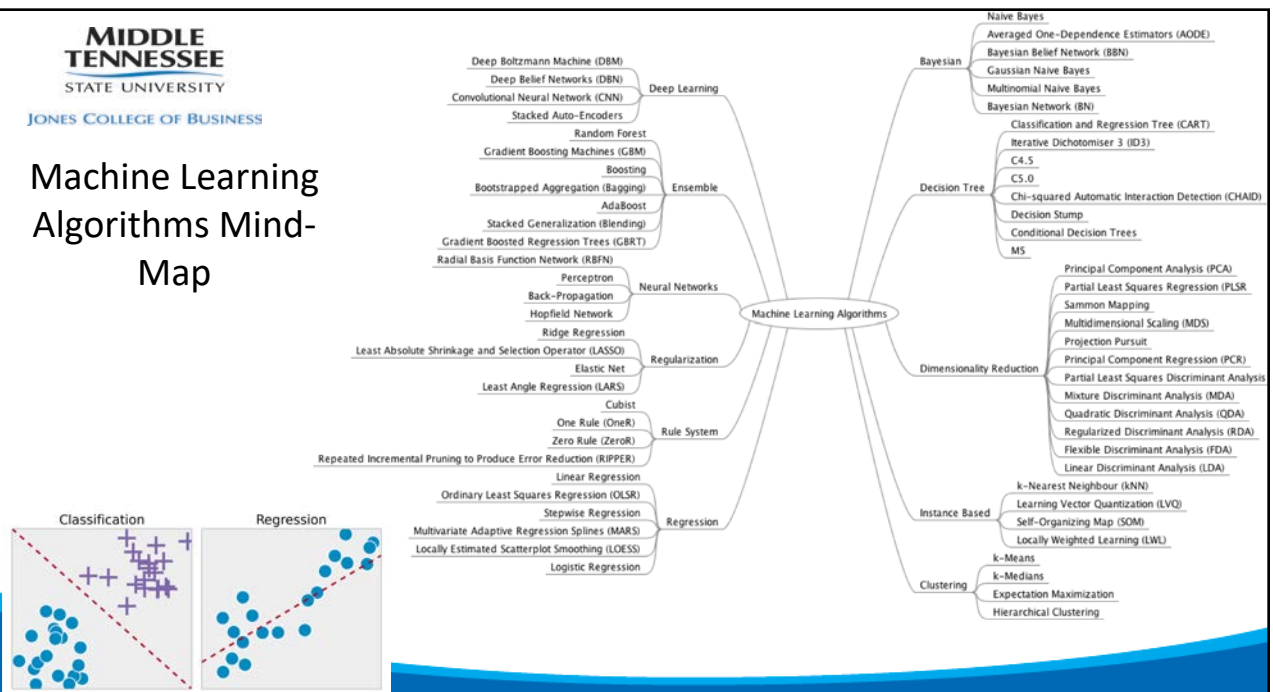 MIDDLE
TENNESSEE
STATE UNIVERSITY
JONES COLLEGE OF BUSINESS
Machine Learning
Algorithms Mind-
Map
Deep Boltzmann Machine (DBM)
Deep Belief Networks (DBN)
Convolutional Neural Network (CNN)
Stacked Auto-Encoders
Deep Learning
Random Forest
Gradient Boosting Machines (GBM)
Boosting
Bootstrapped Aggregation (Bagging)
AdaBoost
Stacked Generalization (Blending)
Gradient Boosted Regression Trees (GBRT)
Ensemble
Radial Basis Function Network (RBFN)
Perceptron
Back-Propagation
Hopfield Network
Neural Networks
Ridge Regression
Least Absolute Shrinkage and Selection Operator (LASSO)
Elastic Net
Least Angle Regression (LARS)
Regularization
Cubist
One Rule (OneR)
Zero Rule (ZeroR)
Repeated Incremental Pruning to Produce Error Reduction (RIPPER)
Rule System
Linear Regression
Ordinary Least Squares Regression (OLSR)
Stepwise Regression
Multivariate Adaptive Regression Splines (MARS)
Locally Estimated Scatterplot Smoothing (LOESS)
Logistic Regression
Regression
Machine Learning Algorithms
Bayesian
Naive Bayes
Averaged One-Dependence Estimators (AODE)
Bayesian Belief Network (BBN)
Gaussian Naive Bayes
Multinomial Naive Bayes
Bayesian Network (BN)
Decision Tree
Classification and Regression Tree (CART)
Iterative Dichotomiser 3 (ID3)
C4.5
C5.0
Chi-squared Automatic Interaction Detection (CHAID)
Decision Stump
Conditional Decision Trees
M5
Dimensionality Reduction
Principal Component Analysis (PCA)
Partial Least Squares Regression (PLSR
Sammon Mapping
Multidimensional Scaling (MDS)
Projection Pursuit
Principal Component Regression (PCR)
Partial Least Squares Discriminant Analysis
Mixture Discriminant Analysis (MDA)
Quadratic Discriminant Analysis (QDA)
Regularized Discriminant Analysis (RDA)
Flexible Discriminant Analysis (FDA)
Linear Discriminant Analysis (LDA)
Instance Based
k-Nearest Neighbour (kNN)
Learning Vector Quantization (LVQ)
Self-Organizing Map (SOM)
Locally Weighted Learning (LWL)
Clustering
k-Means
k-Medians
Expectation Maximization
Hierarchical Clustering
Classification
Regression